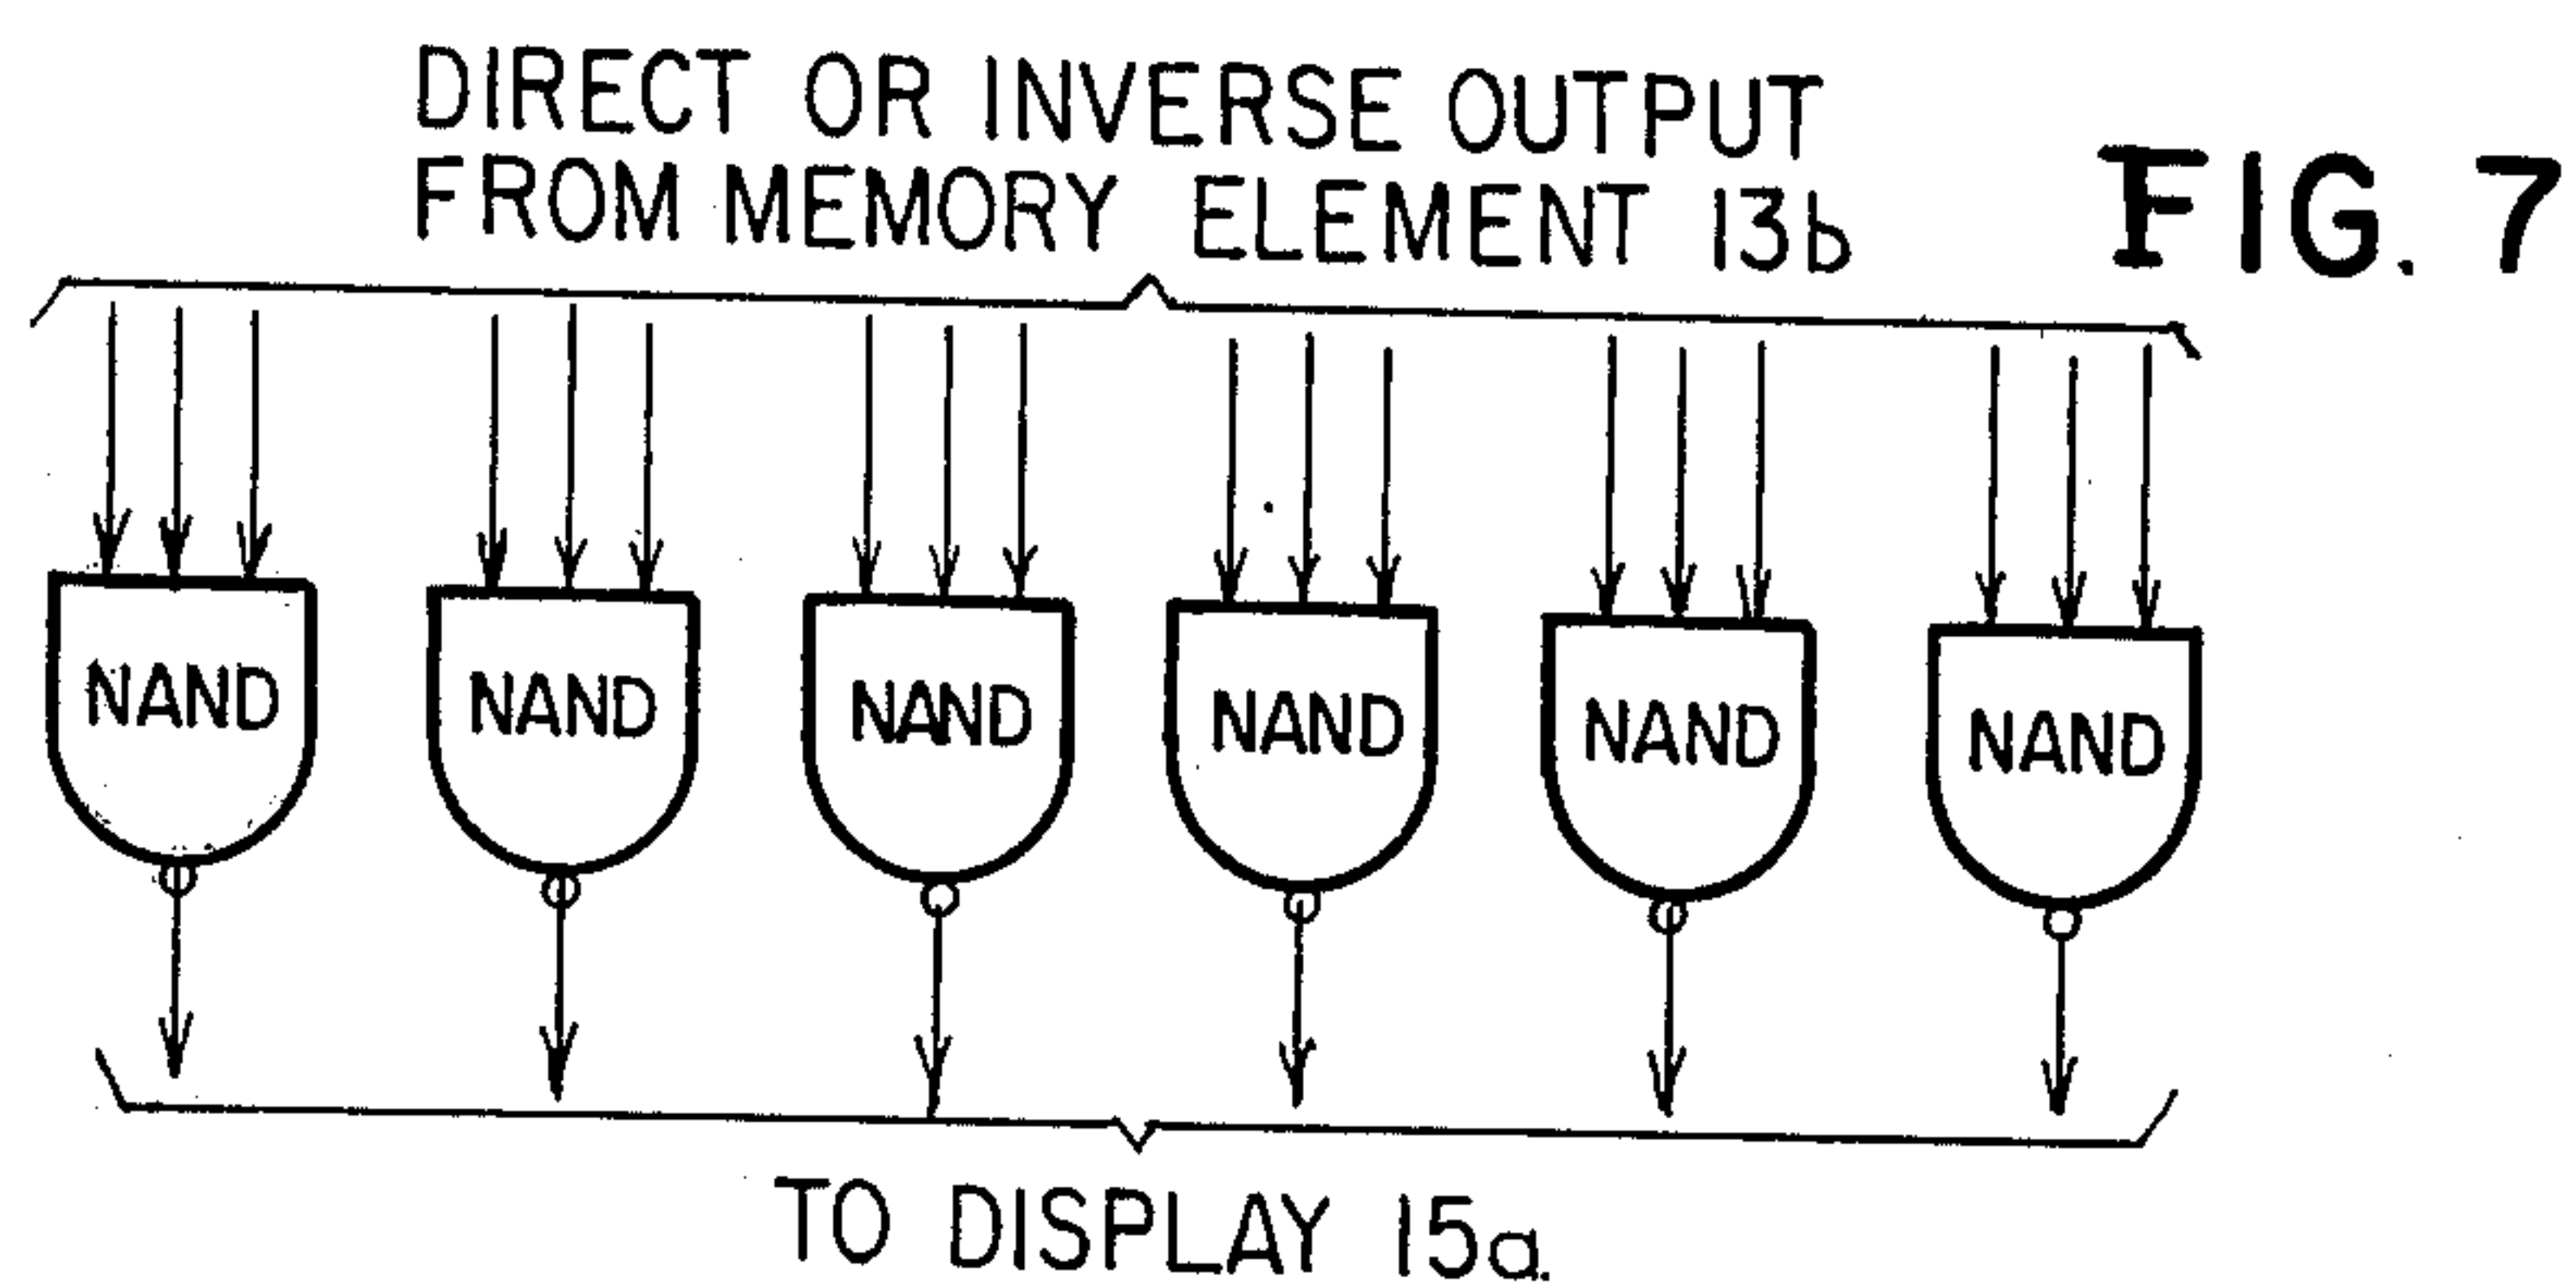 DIRECT OR INVERSE OUTPUT
FROM MEMORY ELEMENT 13b
FIG. 7
NAND NAND NAND NAND NAND NAND
TO DISPLAY 15a.